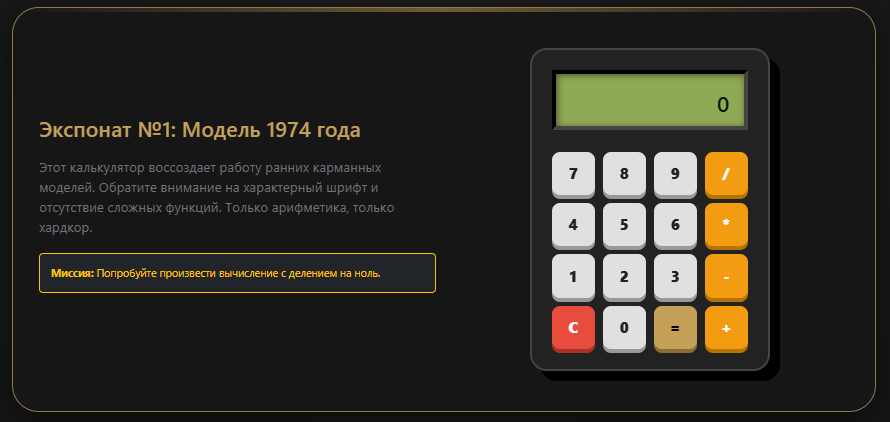 Экспонат №1: Модель 1974 года
Этот калькулятор воссоздает работу ранних карманных
моделей. Обратите внимание на характерный шрифт и
отсутствие сложных функций. Только арифметика, только
хардкор.
Миссия: Попробуйте произвести вычисление с делением на ноль.
0
7 8 9 /
4 5 6 *
1 2 3 -
C 0 = +